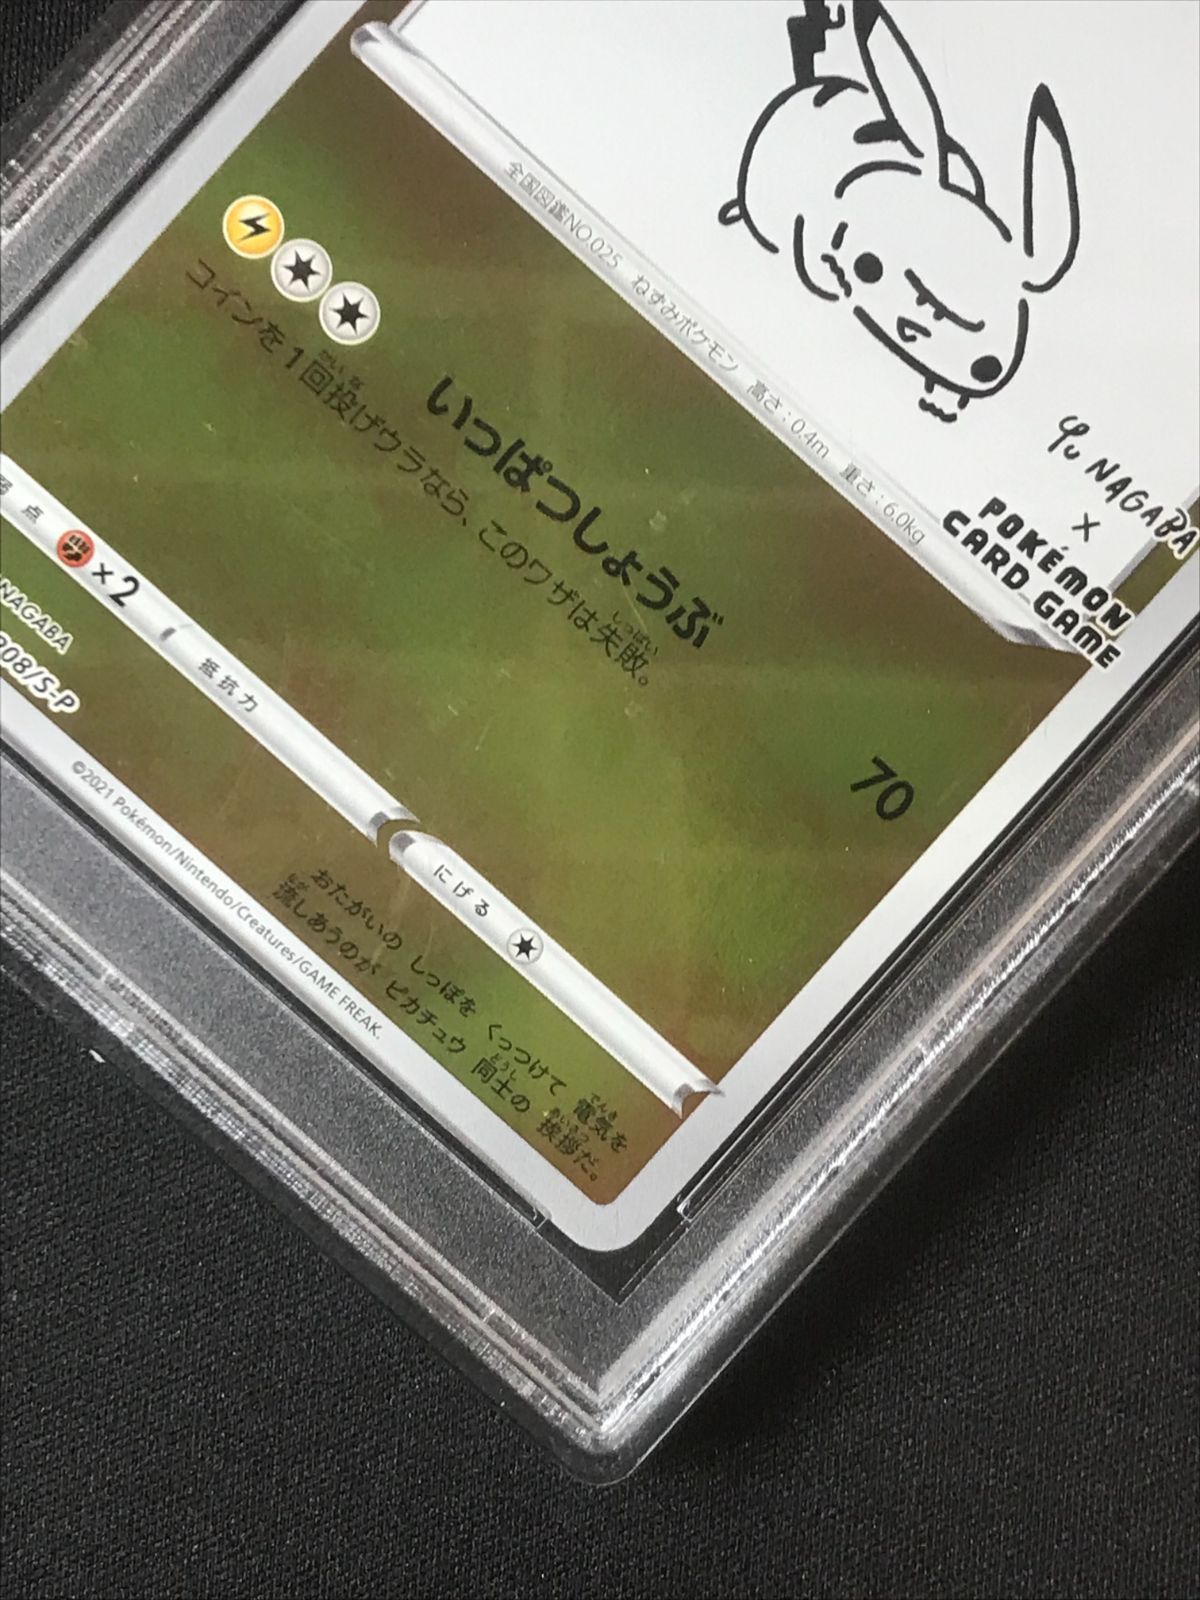 全国図鑑NO.025 ねずみポケモン 高さ:0.4m 重さ:6.0kg
Yu NAGABA
×
POKÉMON
CARD GAME
いっぱつしょうぶ 70
コインを1回投げウラなら、このワザは失敗。
弱点 ×2 抵抗力 にげる
NAGABA
208/S-P
おたがいの しっぽを くっつけて 電気を
流しあうのが ピカチュウ 同士の 挨拶だ。
©2021 Pokémon/Nintendo/Creatures/GAME FREAK.